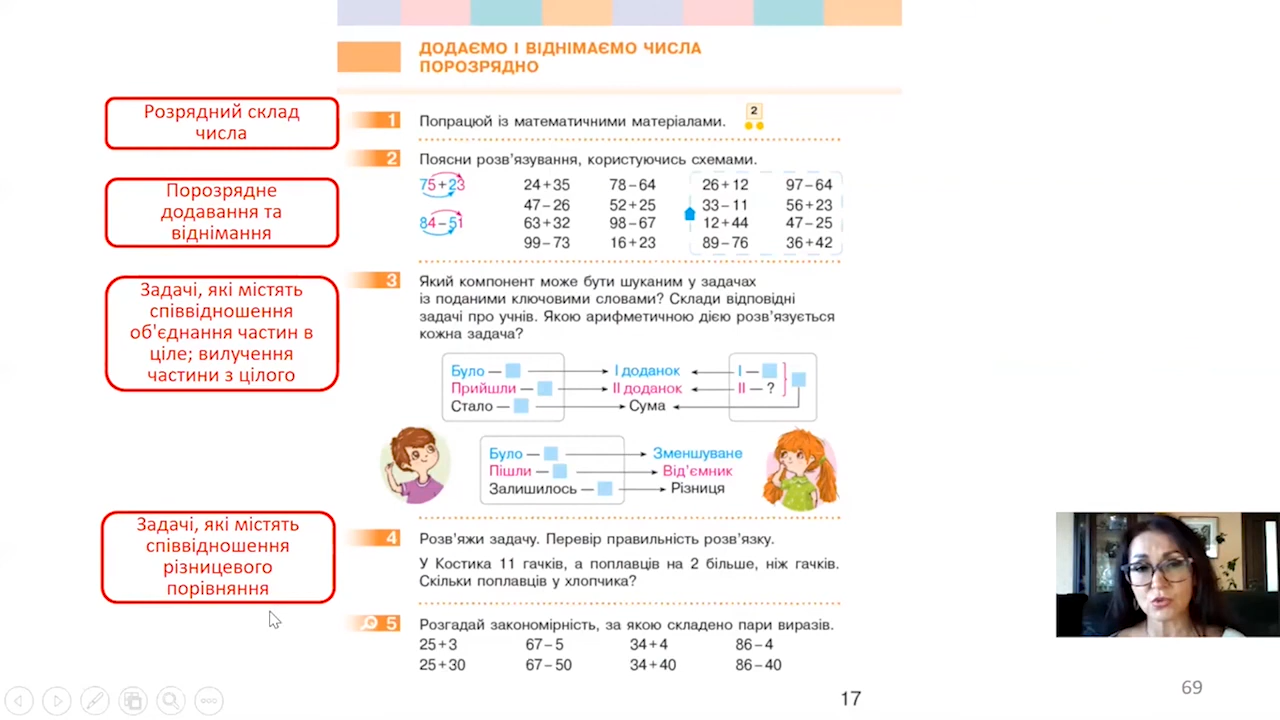 ДОДАЄМО І ВІДНІМАЄМО ЧИСЛА
ПОРОЗРЯДНО
Розрядний склад
числа
1 Попрацюй із математичними матеріалами. 2
2 Поясни розв'язування, користуючись схемами.
Порозрядне
додавання та
віднімання
75+23 24+35 78–64 26+12 97–64
47–26 52+25 33–11 56+23
84–51 63+32 98–67 12+44 47–25
99–73 16+23 89–76 36+42
Задачі, які містять
співвідношення
об'єднання частин в
ціле; вилучення
частини з цілого
3 Який компонент може бути шуканим у задачах
із поданими ключовими словами? Склади відповідні
задачі про учнів. Якою арифметичною дією розв'язується
кожна задача?
Було — І доданок І —
Прийшли — ІІ доданок ІІ — ?
Стало — Сума
Було — Зменшуване
Пішли — Від'ємник
Залишилось — Різниця
Задачі, які містять
співвідношення
різницевого
порівняння
4 Розв'яжи задачу. Перевір правильність розв'язку.
У Костика 11 гачків, а поплавців на 2 більше, ніж гачків.
Скільки поплавців у хлопчика?
5 Розгадай закономірність, за якою складено пари виразів.
25+3 67–5 34+4 86–4
25+30 67–50 34+40 86–40
17
69